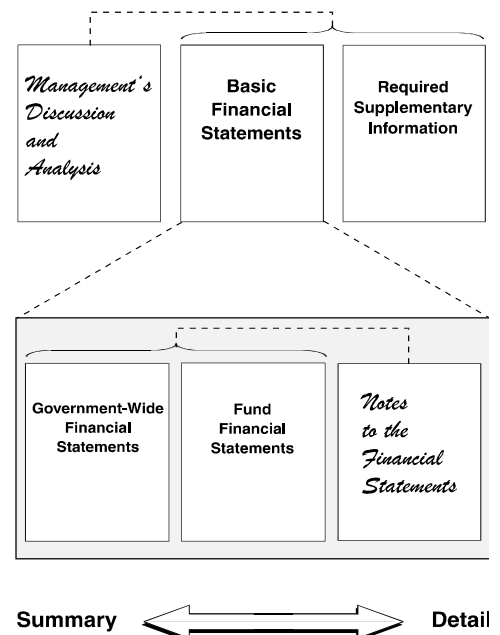 Management's
Discussion
and
Analysis
Basic
Financial
Statements
Required
Supplementary
Information
Government-Wide
Financial
Statements
Fund
Financial
Statements
Notes
to the
Financial
Statements
Summary
Detail